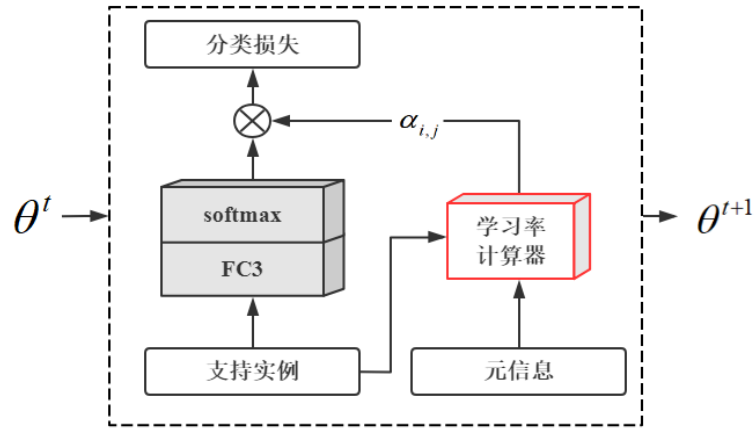 分类损失
α_{i,j}
θ^t
softmax
学习率
计算器
θ^{t+1}
FC3
支持实例
元信息